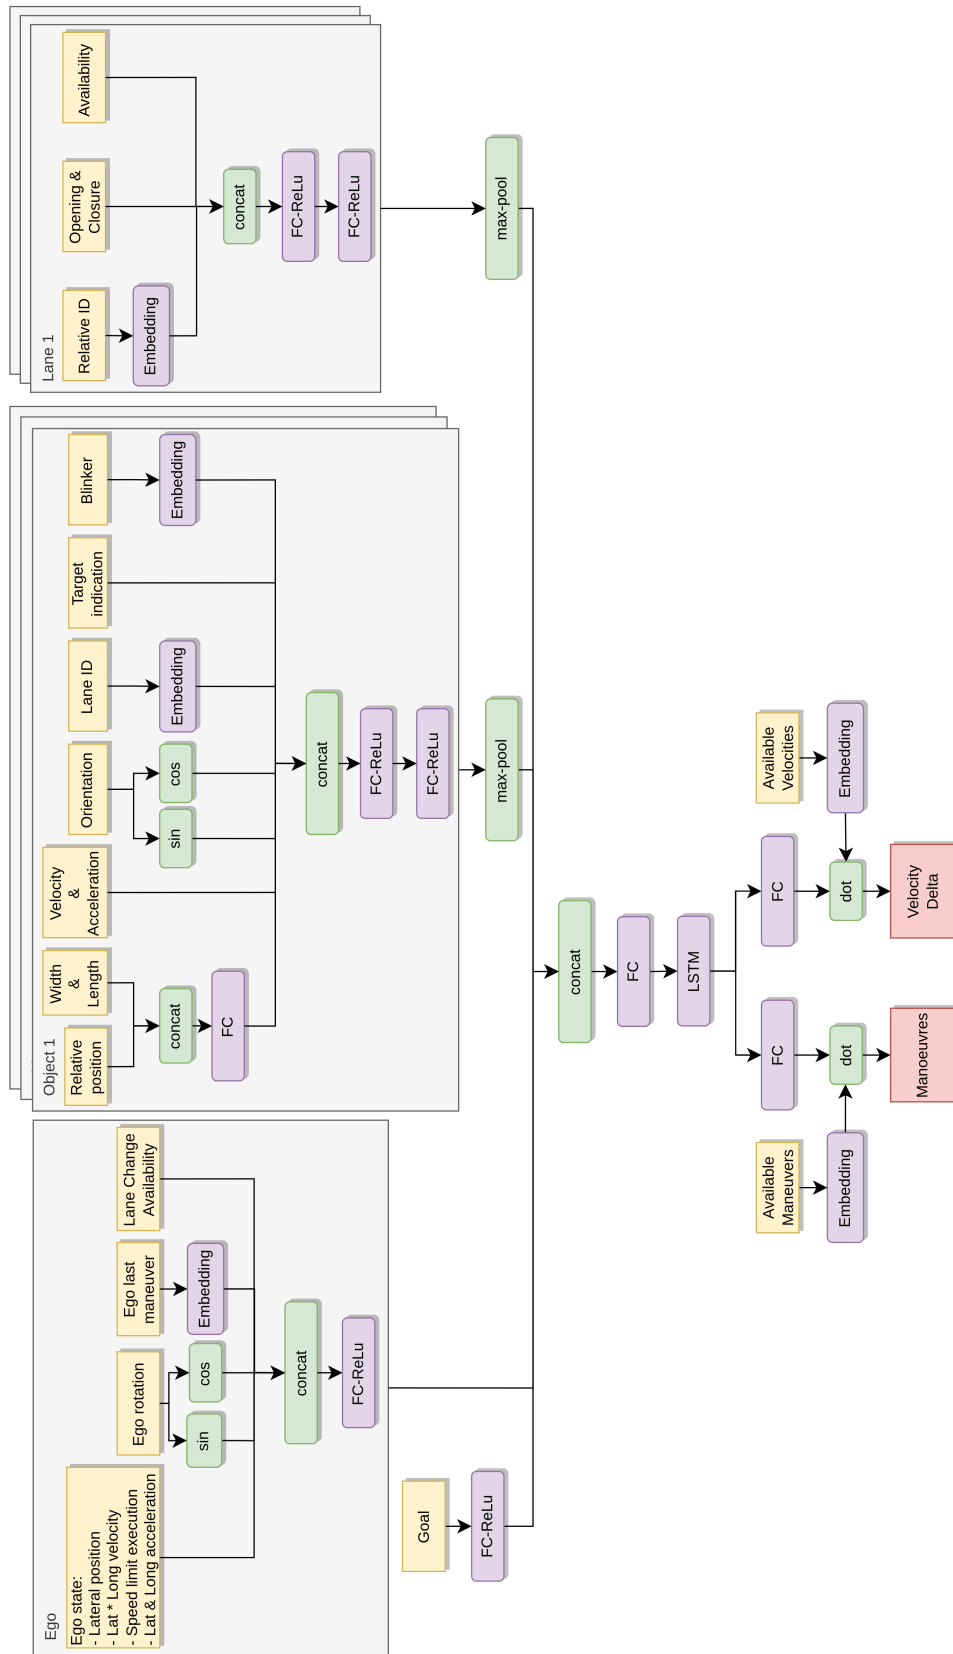 Ego
Ego state:
- Lateral position
- Lat * Long velocity
- Speed limit execution
- Lat & Long acceleration
Ego rotation
Ego last
maneuver
Lane Change
Availability
sin
cos
Embedding
concat
FC-ReLu
Goal
FC-ReLu
Object 1
Relative
position
Width
&
Length
Velocity
&
Acceleration
Orientation
Lane ID
Target
indication
Blinker
concat
sin
cos
Embedding
Embedding
FC
concat
FC-ReLu
FC-ReLu
max-pool
Lane 1
Relative ID
Opening &
Closure
Availability
Embedding
concat
FC-ReLu
FC-ReLu
max-pool
concat
FC
LSTM
Available
Maneuvers
Embedding
FC
dot
Manoeuvres
FC
dot
Available
Velocities
Embedding
Velocity
Delta